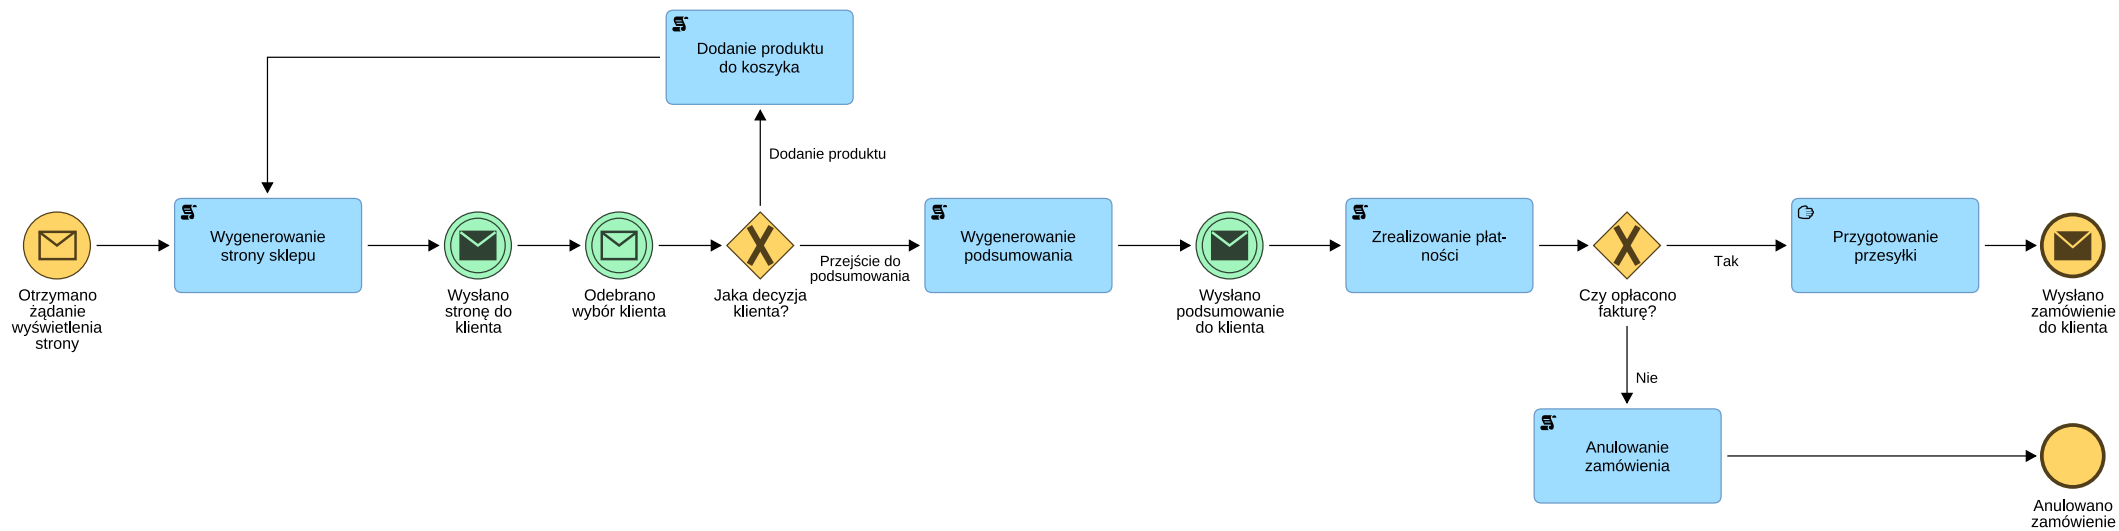 Dodanie produktu
do koszyka
Dodanie produktu
Otrzymano
żądanie
wyświetlenia
strony
Wygenerowanie
strony sklepu
Wysłano
stronę do
klienta
Odebrano
wybór klienta
Jaka decyzja
klienta?
Przejście do
podsumowania
Wygenerowanie
podsumowania
Wysłano
podsumowanie
do klienta
Zrealizowanie płat-
ności
Czy opłacono
fakturę?
Tak
Przygotowanie
przesyłki
Wysłano
zamówienie
do klienta
Nie
Anulowanie
zamówienia
Anulowano
zamówienie